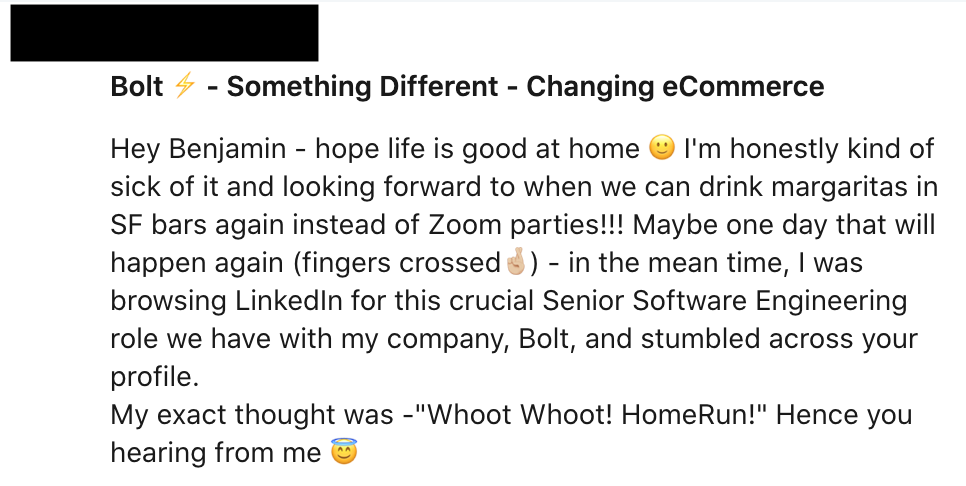 Bolt ⚡ - Something Different - Changing eCommerce
Hey Benjamin - hope life is good at home 🙂 I'm honestly kind of
sick of it and looking forward to when we can drink margaritas in
SF bars again instead of Zoom parties!!! Maybe one day that will
happen again (fingers crossed🤞🏼) - in the mean time, I was
browsing LinkedIn for this crucial Senior Software Engineering
role we have with my company, Bolt, and stumbled across your
profile.
My exact thought was -"Whoot Whoot! HomeRun!" Hence you
hearing from me 😇